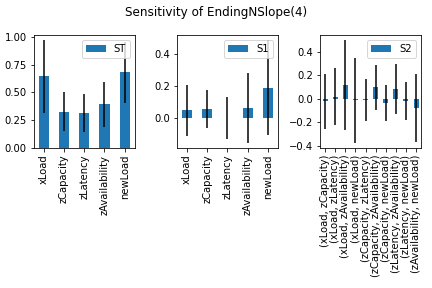 Sensitivity of EndingNSlope(4)
ST
1.00
0.75
0.50
0.25
0.00
xLoad
zCapacity
zLatency
zAvailability
newLoad
S1
0.4
0.2
0.0
xLoad
zCapacity
zLatency
zAvailability
newLoad
S2
0.4
0.2
0.0
−0.2
−0.4
(xLoad, zCapacity)
(xLoad, zLatency)
(xLoad, zAvailability)
(xLoad, newLoad)
(zCapacity, zLatency)
(zCapacity, zAvailability)
(zCapacity, newLoad)
(zLatency, zAvailability)
(zLatency, newLoad)
(zAvailability, newLoad)